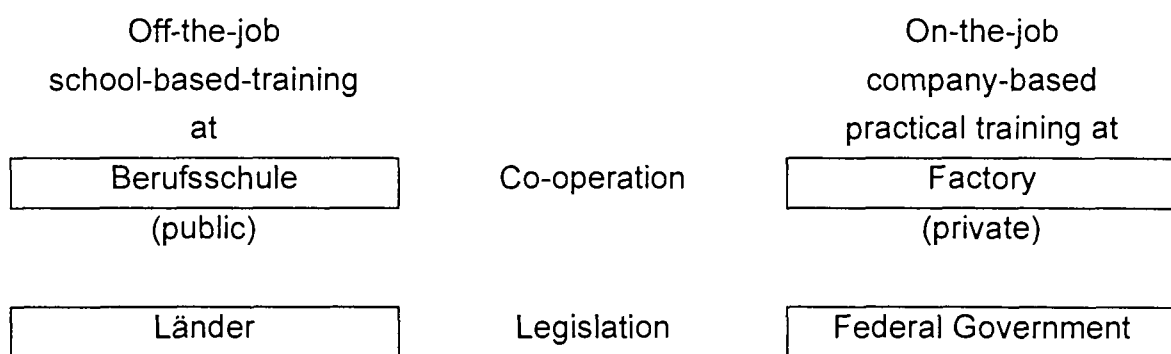 Off-the-job
school-based-training
at
Berufsschule
(public)
Co-operation
On-the-job
company-based
practical training at
Factory
(private)
Länder
Legislation
Federal Government